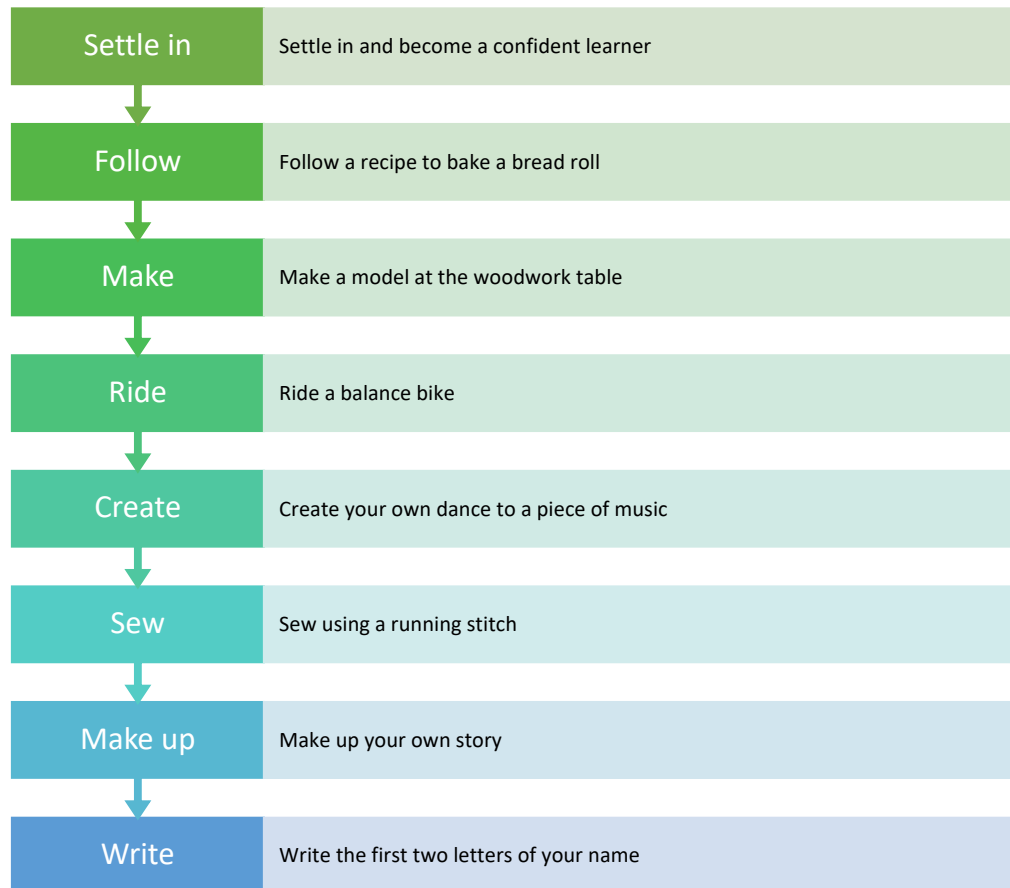 Settle in
Settle in and become a confident learner
Follow
Follow a recipe to bake a bread roll
Make
Make a model at the woodwork table
Ride
Ride a balance bike
Create
Create your own dance to a piece of music
Sew
Sew using a running stitch
Make up
Make up your own story
Write
Write the first two letters of your name